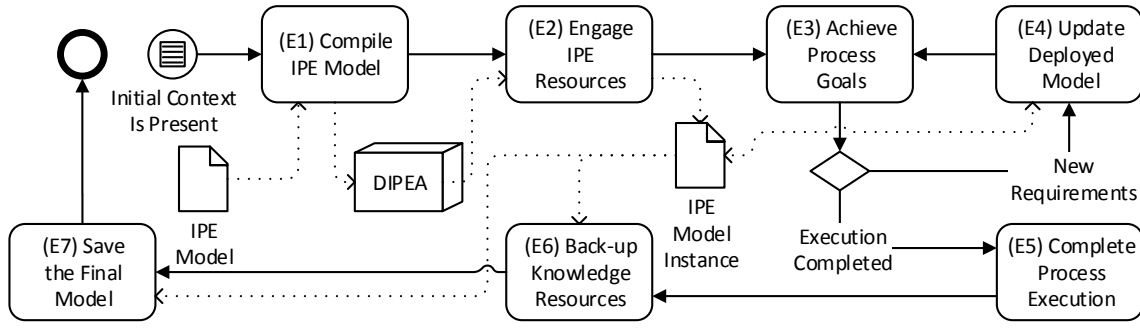 (E1) Compile
IPE Model
(E2) Engage
IPE
Resources
(E3) Achieve
Process
Goals
(E4) Update
Deployed
Model
Initial Context
Is Present
IPE
Model
DIPEA
IPE
Model
Instance
New
Requirements
Execution
Completed
(E7) Save
the Final
Model
(E6) Back-up
Knowledge
Resources
(E5) Complete
Process
Execution